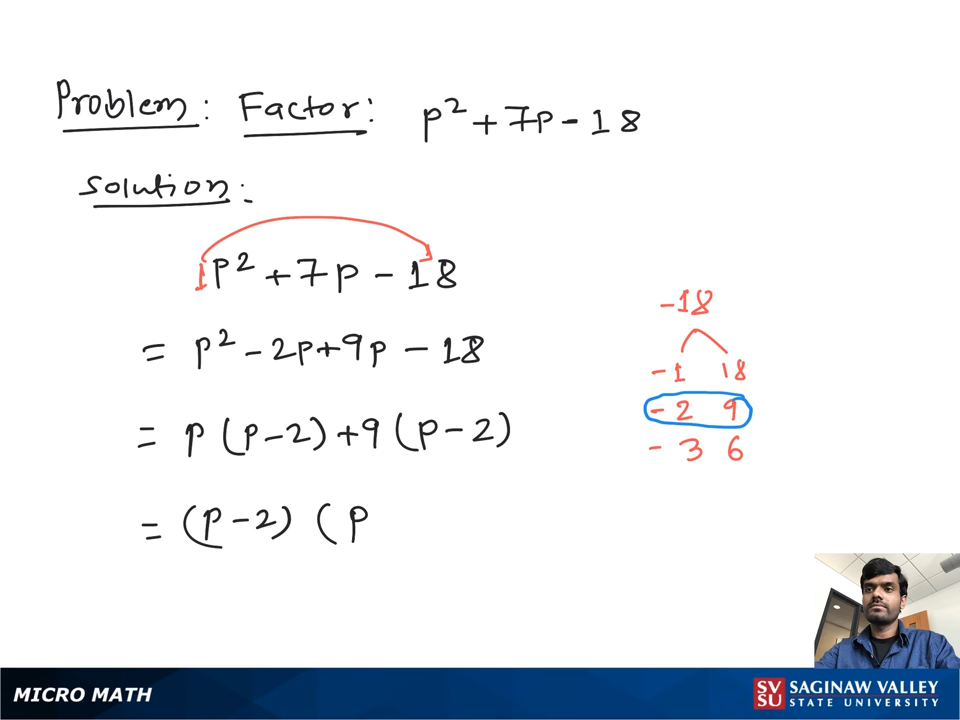 Problem: Factor: p² + 7p - 18
Solution:
1p² + 7p - 18
= p² - 2p + 9p - 18
= p (p - 2) + 9 (p - 2)
= (p - 2) (p
-18
-1 18
-2 9
-3 6
MICRO MATH
SVSU SAGINAW VALLEY
STATE UNIVERSITY